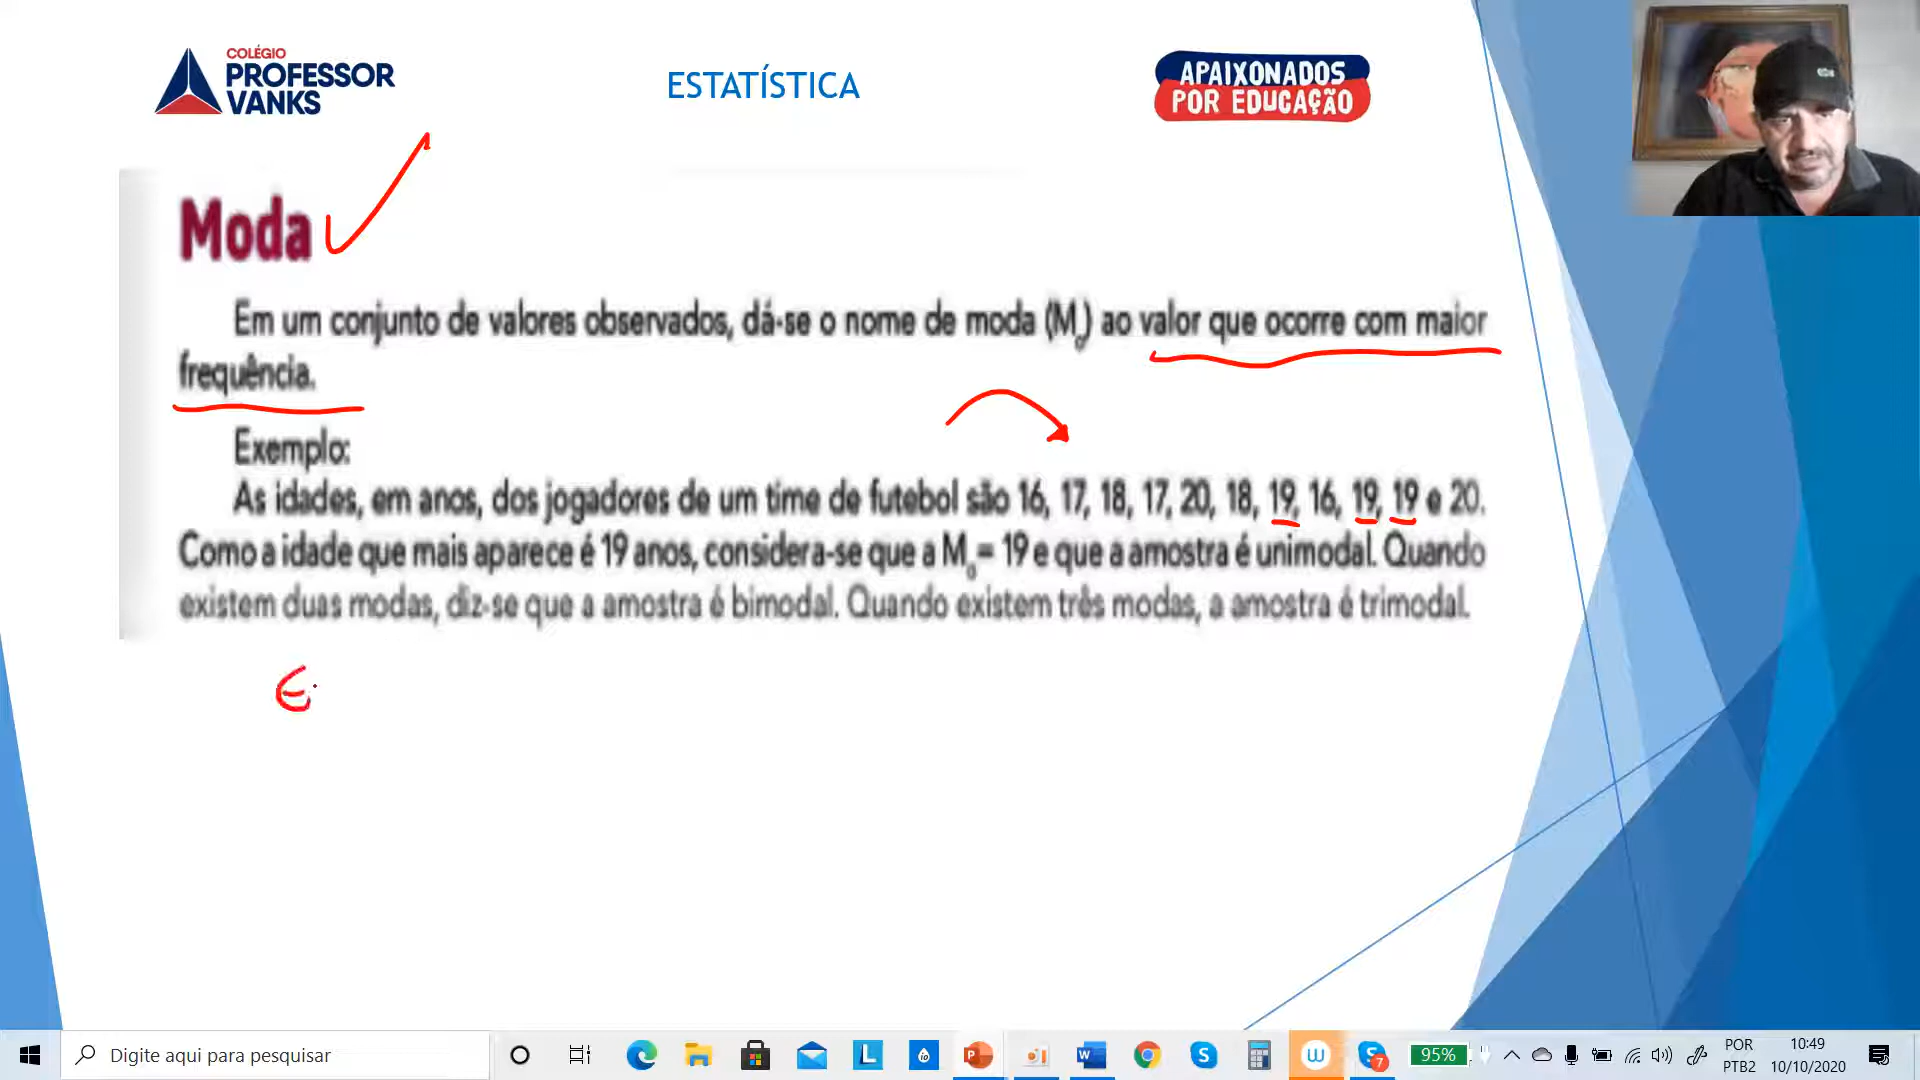 COLÉGIO
PROFESSOR
VANKS
ESTATÍSTICA
APAIXONADOS
POR EDUCAÇÃO
Moda
Em um conjunto de valores observados, dá-se o nome de moda (Mo) ao valor que ocorre com maior
frequência.
Exemplo:
As idades, em anos, dos jogadores de um time de futebol são 16, 17, 18, 17, 20, 18, 19, 16, 19, 19 e 20.
Como a idade que mais aparece é 19 anos, considera-se que a Mo = 19 e que a amostra é unimodal. Quando
existem duas modas, diz-se que a amostra é bimodal. Quando existem três modas, a amostra é trimodal.
E
Digite aqui para pesquisar
95%
POR
PTB2
10:49
10/10/2020